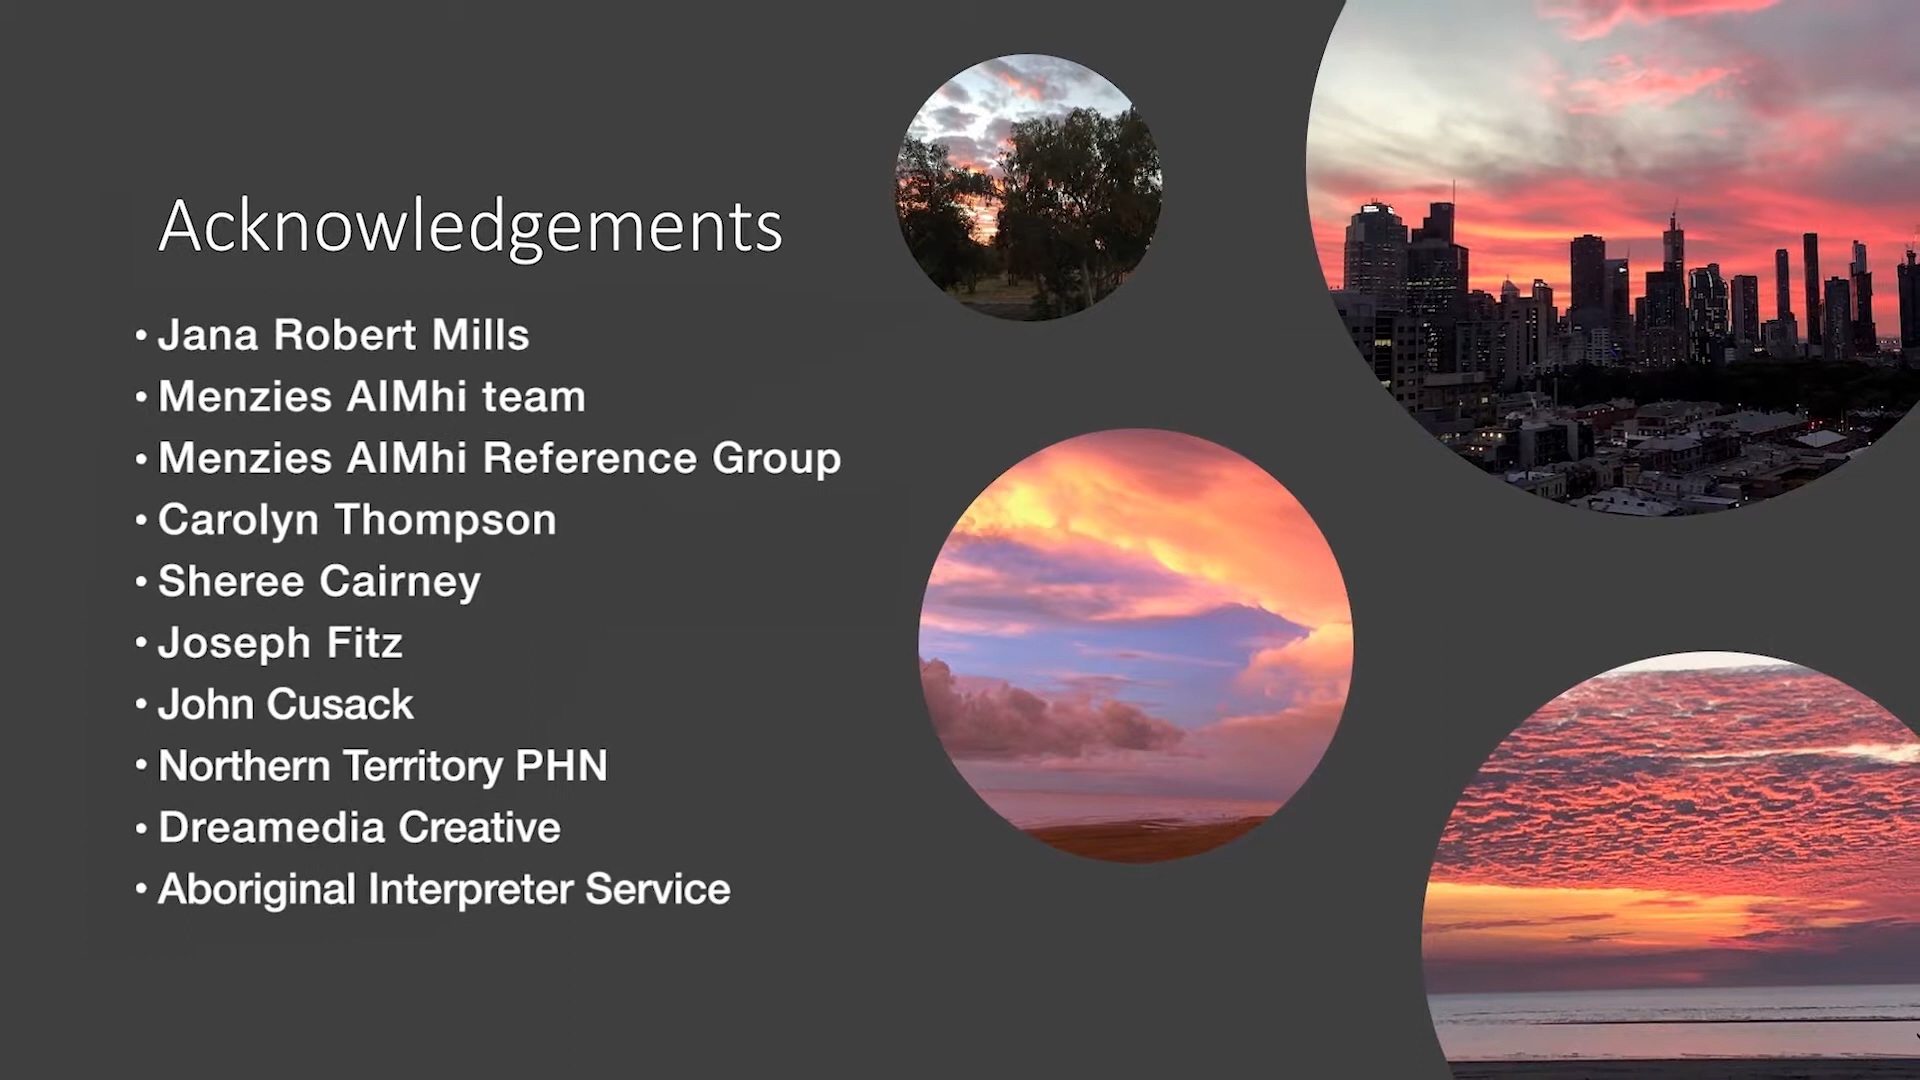 Acknowledgements
• Jana Robert Mills
• Menzies AIMhi team
• Menzies AIMhi Reference Group
• Carolyn Thompson
• Sheree Cairney
• Joseph Fitz
• John Cusack
• Northern Territory PHN
• Dreamedia Creative
• Aboriginal Interpreter Service